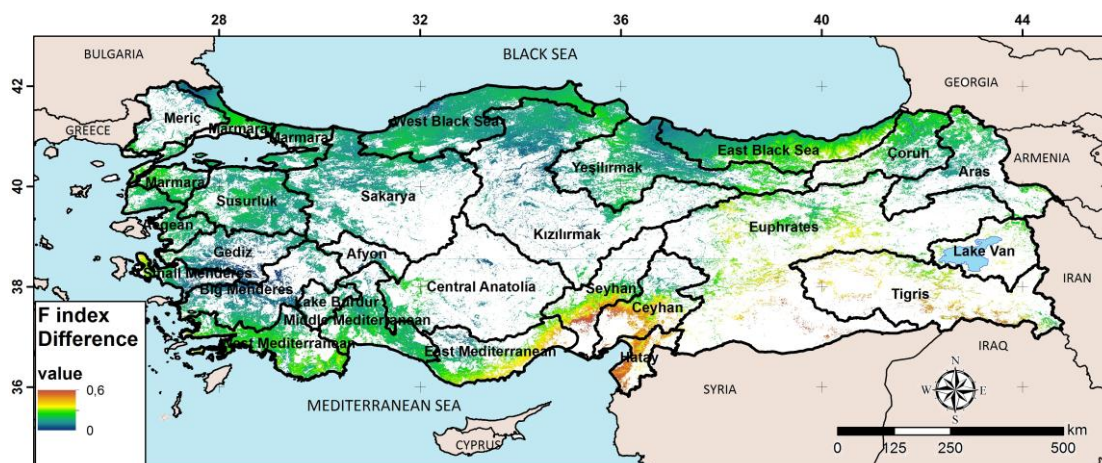 28 32 36 40 44
BULGARIA
BLACK SEA
GEORGIA
42
Meriç
Marmara
Marmara
West Black Sea
GREECE
East Black Sea
Çoruh
ARMENIA
Yeşilırmak
Aras
40
Marmara
Susurluk
Sakarya
Aegean
Kızılırmak
Euphrates
Gediz
Afyon
Lake Van
Small Menderes
IRAN
38
Big Menderes
Central Anatolia
Seyhan
Tigris
Lake Burdur
Ceyhan
Middle Mediterranean
F index
Difference
West Mediterranean
East Mediterranean
Hatay
IRAQ
value
36
0,6
0
MEDITERRANEAN SEA
SYRIA
N
W E
S
CYPRUS
km
0 125 250 500